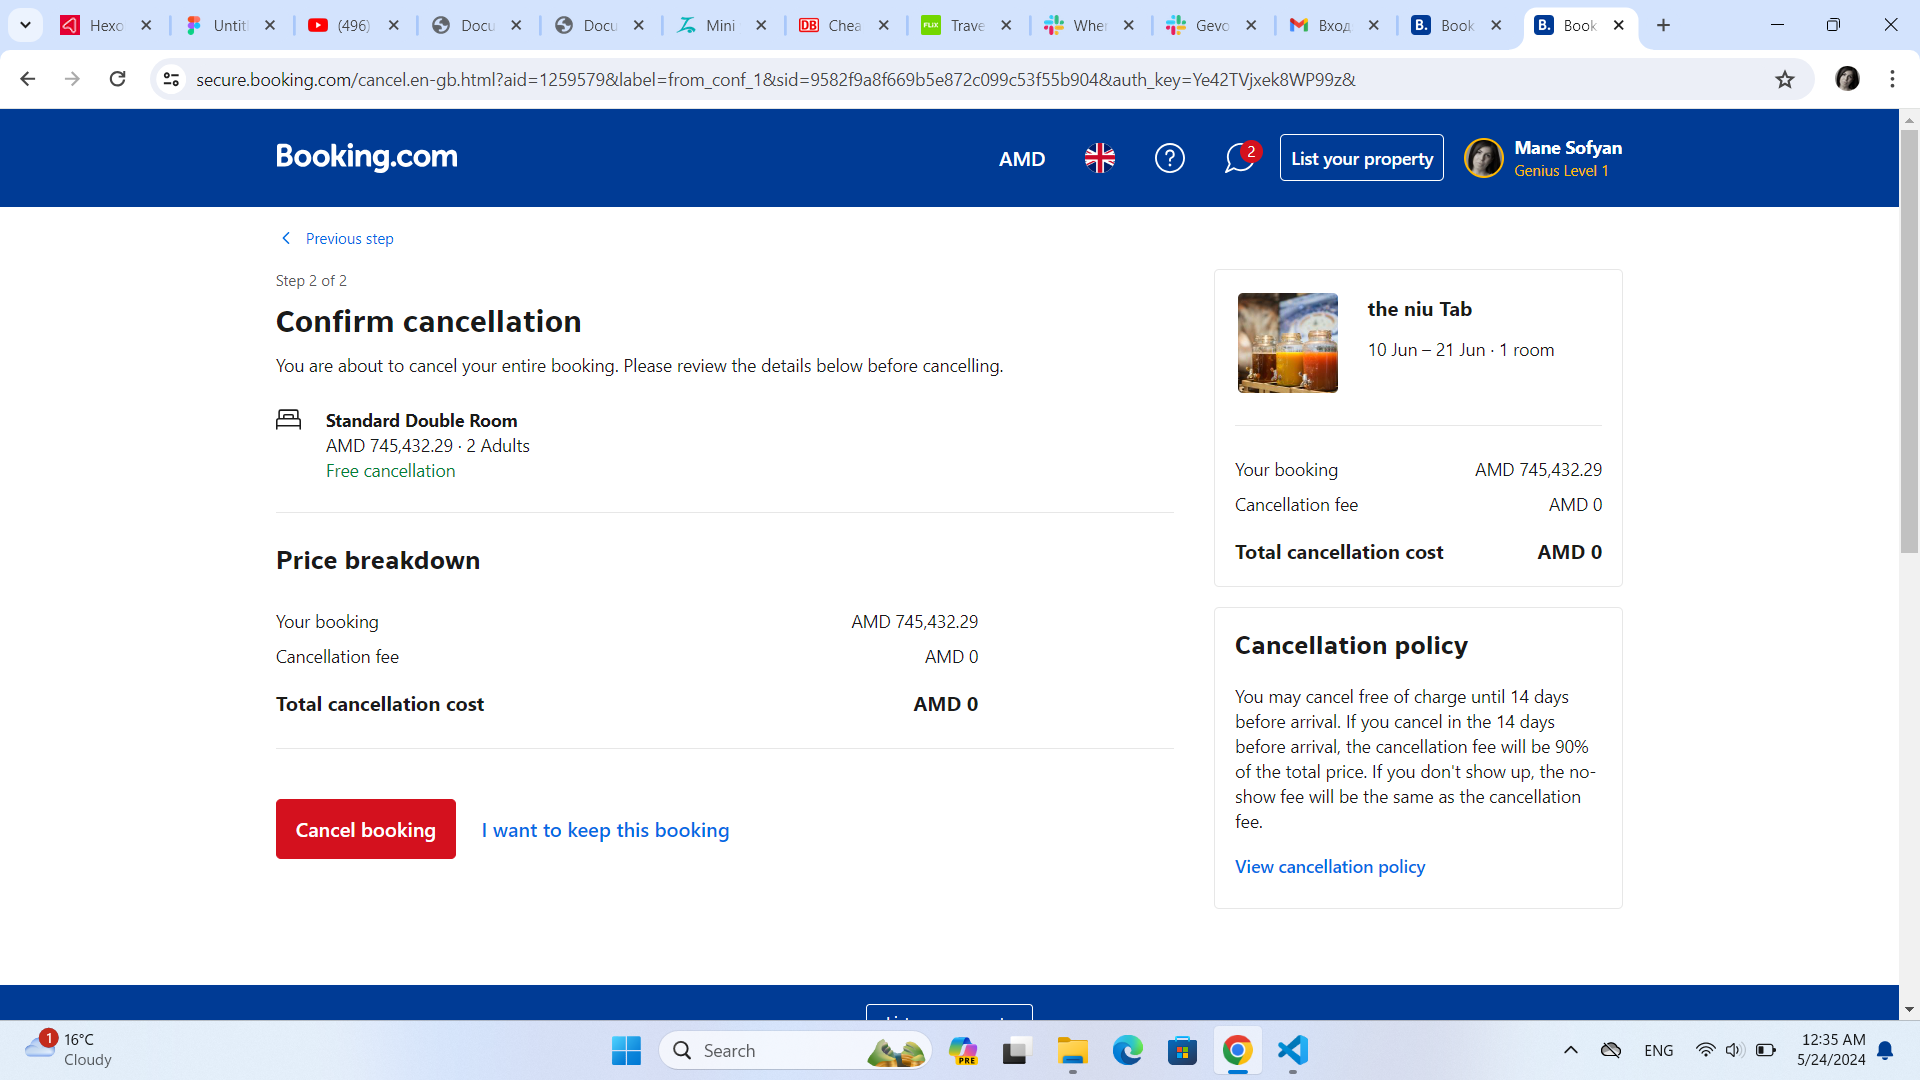 Hexo
Untit
(496)
Docu
Docu
Mini
DB Chea
FLiX Trave
Wher
Gevo
Вход
B. Book
B. Book
secure.booking.com/cancel.en-gb.html?aid=1259579&label=from_conf_1&sid=9582f9a8f669b5e872c099c53f55b904&auth_key=Ye42TVjxek8WP99z&
Booking.com
AMD
2
List your property
Mane Sofyan
Genius Level 1
Previous step
Step 2 of 2
Confirm cancellation
You are about to cancel your entire booking. Please review the details below before cancelling.
Standard Double Room
AMD 745,432.29 · 2 Adults
Free cancellation
Price breakdown
Your booking AMD 745,432.29
Cancellation fee AMD 0
Total cancellation cost AMD 0
Cancel booking
I want to keep this booking
the niu Tab
10 Jun – 21 Jun · 1 room
Your booking AMD 745,432.29
Cancellation fee AMD 0
Total cancellation cost AMD 0
Cancellation policy
You may cancel free of charge until 14 days
before arrival. If you cancel in the 14 days
before arrival, the cancellation fee will be 90%
of the total price. If you don't show up, the no-
show fee will be the same as the cancellation
fee.
View cancellation policy
1
16°C
Cloudy
Search
PRE
ENG
12:35 AM
5/24/2024